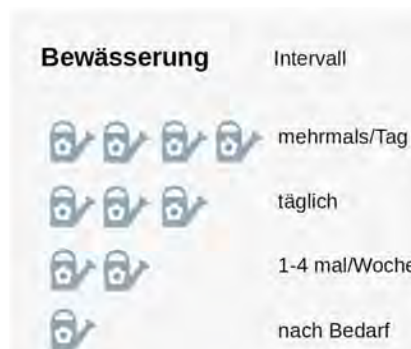 Bewässerung Intervall
mehrmals/Tag
täglich
1-4 mal/Woche
nach Bedarf